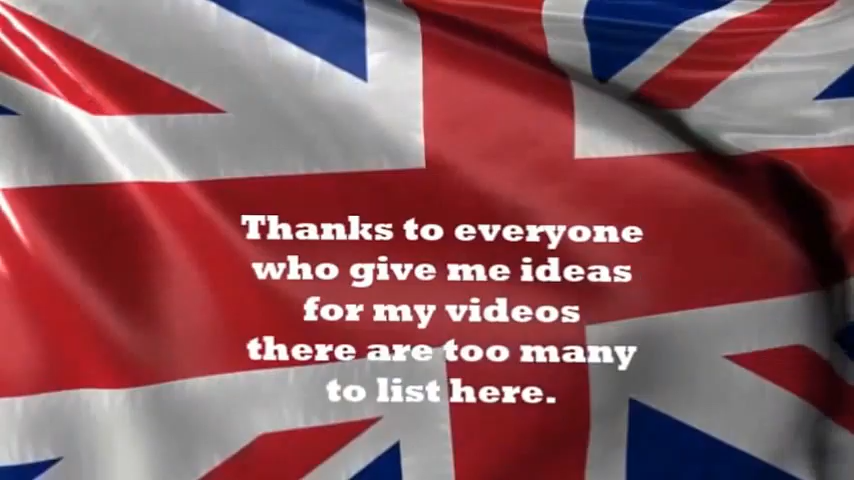 Thanks to everyone
who give me ideas
for my videos
there are too many
to list here.